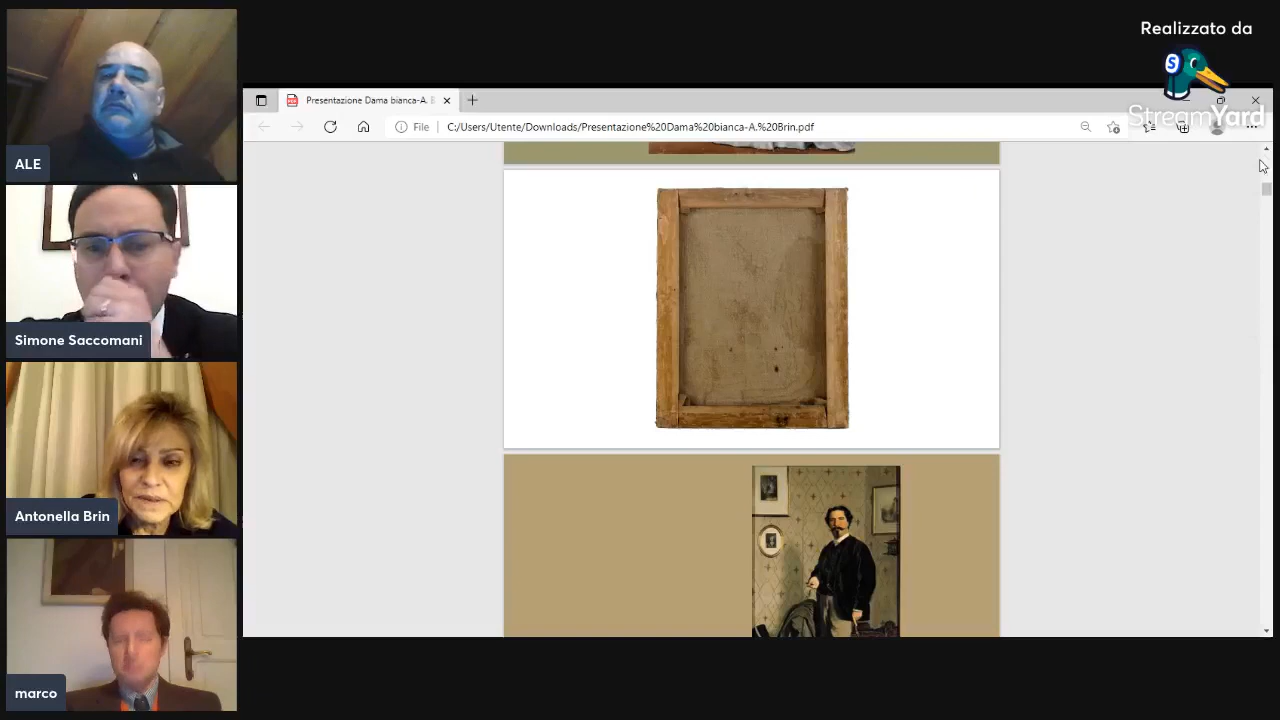 Realizzato da
S
StreamYard
Presentazione Dama bianca-A. B
File
C:/Users/Utente/Downloads/Presentazione%20Dama%20bianca-A.%20Brin.pdf
ALE
Simone Saccomani
Antonella Brin
marco